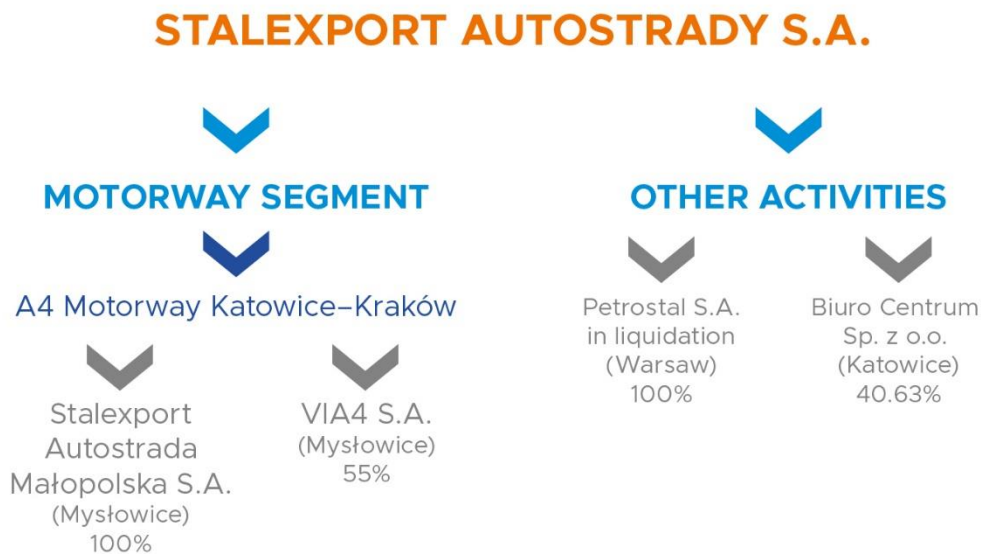 STALEXPORT AUTOSTRADY S.A.
MOTORWAY SEGMENT
A4 Motorway Katowice–Kraków
Stalexport
Autostrada
Małopolska S.A.
(Mysłowice)
100%
VIA4 S.A.
(Mysłowice)
55%
OTHER ACTIVITIES
Petrostal S.A.
in liquidation
(Warsaw)
100%
Biuro Centrum
Sp. z o.o.
(Katowice)
40.63%